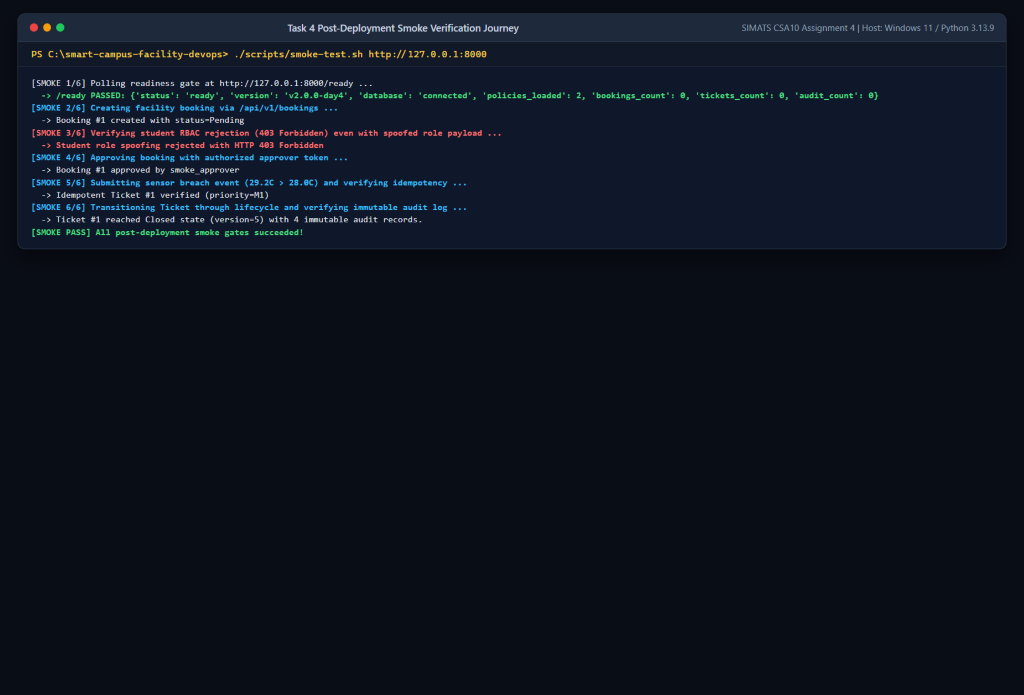 Task 4 Post-Deployment Smoke Verification Journey
SIMATS CSA10 Assignment 4 | Host: Windows 11 / Python 3.13.9
PS C:\smart-campus-facility-devops> ./scripts/smoke-test.sh http://127.0.0.1:8000
[SMOKE 1/6] Polling readiness gate at http://127.0.0.1:8000/ready ...
-> /ready PASSED: {'status': 'ready', 'version': 'v2.0.0-day4', 'database': 'connected', 'policies_loaded': 2, 'bookings_count': 0, 'tickets_count': 0, 'audit_count': 0}
[SMOKE 2/6] Creating facility booking via /api/v1/bookings ...
-> Booking #1 created with status=Pending
[SMOKE 3/6] Verifying student RBAC rejection (403 Forbidden) even with spoofed role payload ...
-> Student role spoofing rejected with HTTP 403 Forbidden
[SMOKE 4/6] Approving booking with authorized approver token ...
-> Booking #1 approved by smoke_approver
[SMOKE 5/6] Submitting sensor breach event (29.2C > 28.0C) and verifying idempotency ...
-> Idempotent Ticket #1 verified (priority=M1)
[SMOKE 6/6] Transitioning Ticket through lifecycle and verifying immutable audit log ...
-> Ticket #1 reached Closed state (version=5) with 4 immutable audit records.
[SMOKE PASS] All post-deployment smoke gates succeeded!